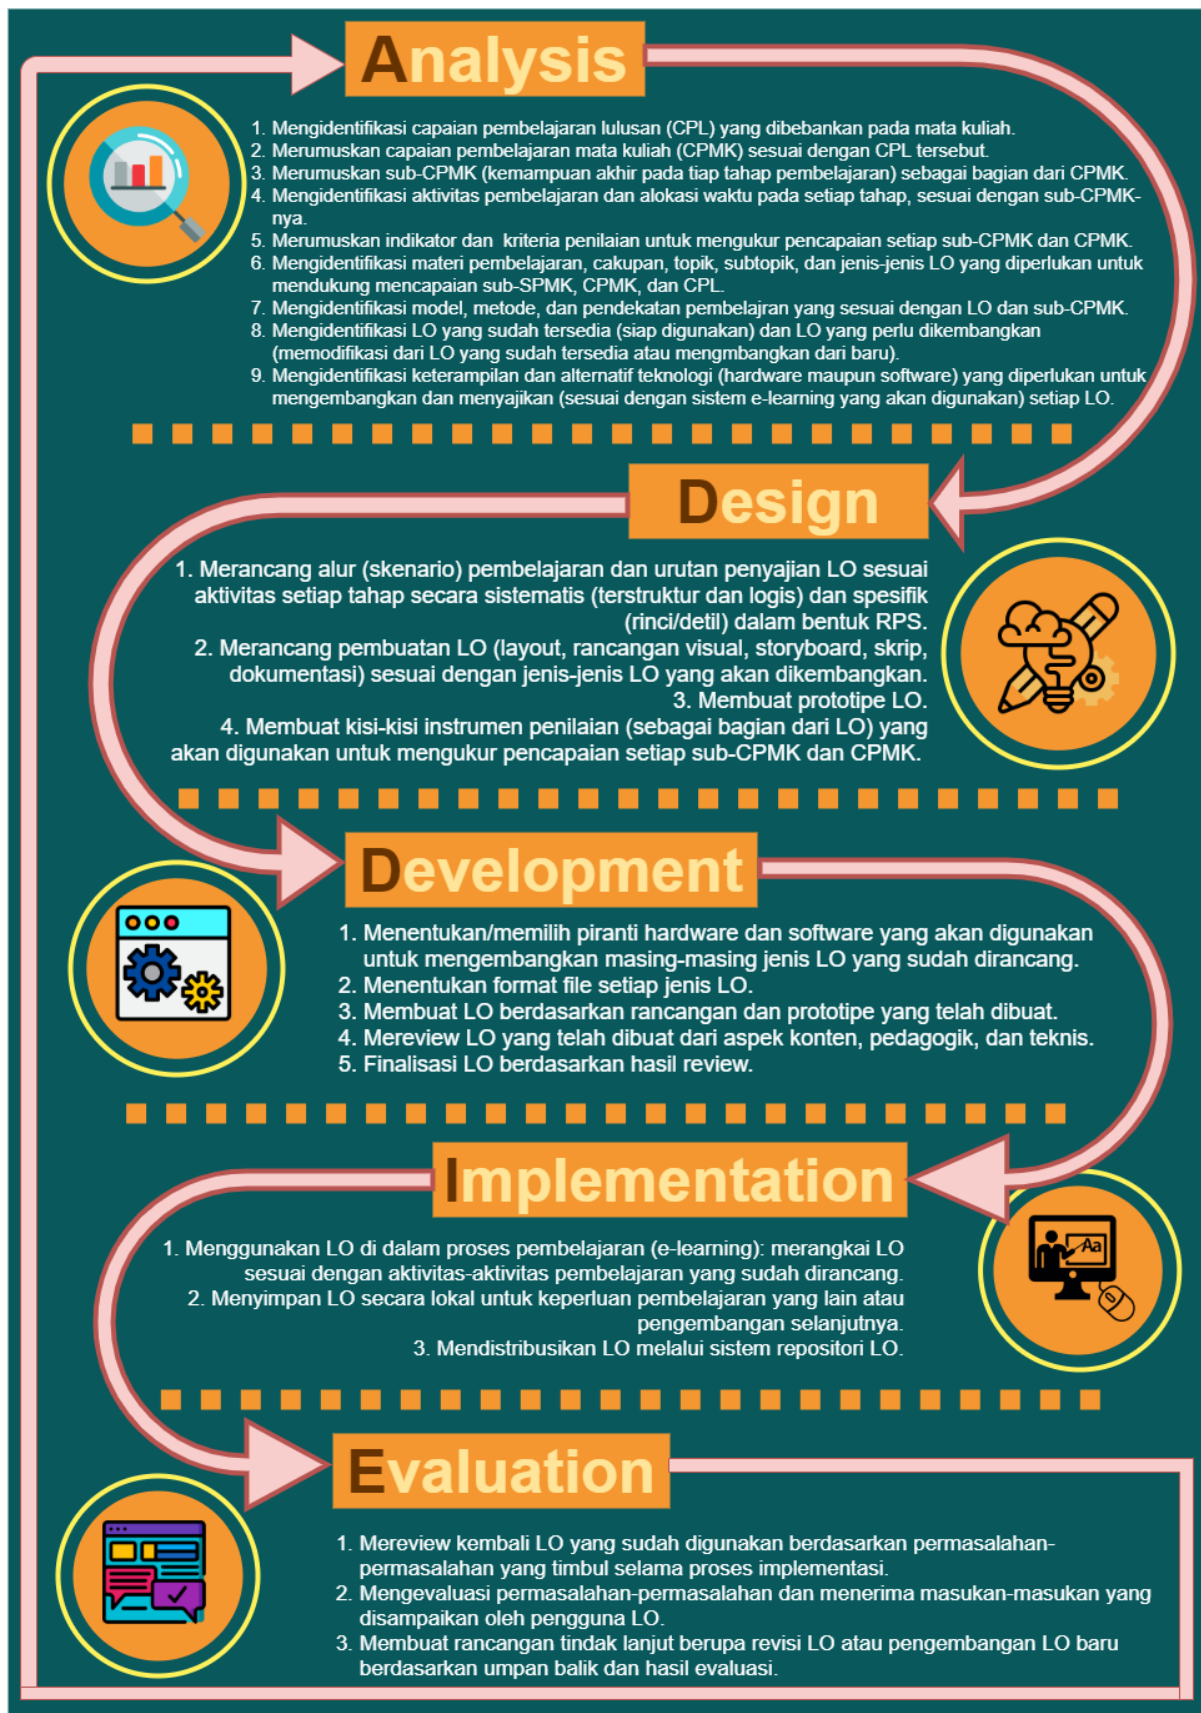 Analysis
1. Mengidentifikasi capaian pembelajaran lulusan (CPL) yang dibebankan pada mata kuliah.
2. Merumuskan capaian pembelajaran mata kuliah (CPMK) sesuai dengan CPL tersebut.
3. Merumuskan sub-CPMK (kemampuan akhir pada tiap tahap pembelajaran) sebagai bagian dari CPMK.
4. Mengidentifikasi aktivitas pembelajaran dan alokasi waktu pada setiap tahap, sesuai dengan sub-CPMK-
nya.
5. Merumuskan indikator dan kriteria penilaian untuk mengukur pencapaian setiap sub-CPMK dan CPMK.
6. Mengidentifikasi materi pembelajaran, cakupan, topik, subtopik, dan jenis-jenis LO yang diperlukan untuk
mendukung mencapaian sub-SPMK, CPMK, dan CPL.
7. Mengidentifikasi model, metode, dan pendekatan pembelajran yang sesuai dengan LO dan sub-CPMK.
8. Mengidentifikasi LO yang sudah tersedia (siap digunakan) dan LO yang perlu dikembangkan
(memodifikasi dari LO yang sudah tersedia atau mengmbangkan dari baru).
9. Mengidentifikasi keterampilan dan alternatif teknologi (hardware maupun software) yang diperlukan untuk
mengembangkan dan menyajikan (sesuai dengan sistem e-learning yang akan digunakan) setiap LO.
Design
1. Merancang alur (skenario) pembelajaran dan urutan penyajian LO sesuai
aktivitas setiap tahap secara sistematis (terstruktur dan logis) dan spesifik
(rinci/detil) dalam bentuk RPS.
2. Merancang pembuatan LO (layout, rancangan visual, storyboard, skrip,
dokumentasi) sesuai dengan jenis-jenis LO yang akan dikembangkan.
3. Membuat prototipe LO.
4. Membuat kisi-kisi instrumen penilaian (sebagai bagian dari LO) yang
akan digunakan untuk mengukur pencapaian setiap sub-CPMK dan CPMK.
Development
1. Menentukan/memilih piranti hardware dan software yang akan digunakan
untuk mengembangkan masing-masing jenis LO yang sudah dirancang.
2. Menentukan format file setiap jenis LO.
3. Membuat LO berdasarkan rancangan dan prototipe yang telah dibuat.
4. Mereview LO yang telah dibuat dari aspek konten, pedagogik, dan teknis.
5. Finalisasi LO berdasarkan hasil review.
Implementation
1. Menggunakan LO di dalam proses pembelajaran (e-learning): merangkai LO
sesuai dengan aktivitas-aktivitas pembelajaran yang sudah dirancang.
2. Menyimpan LO secara lokal untuk keperluan pembelajaran yang lain atau
pengembangan selanjutnya.
3. Mendistribusikan LO melalui sistem repositori LO.
Aa
Evaluation
1. Mereview kembali LO yang sudah digunakan berdasarkan permasalahan-
permasalahan yang timbul selama proses implementasi.
2. Mengevaluasi permasalahan-permasalahan dan menerima masukan-masukan yang
disampaikan oleh pengguna LO.
3. Membuat rancangan tindak lanjut berupa revisi LO atau pengembangan LO baru
berdasarkan umpan balik dan hasil evaluasi.